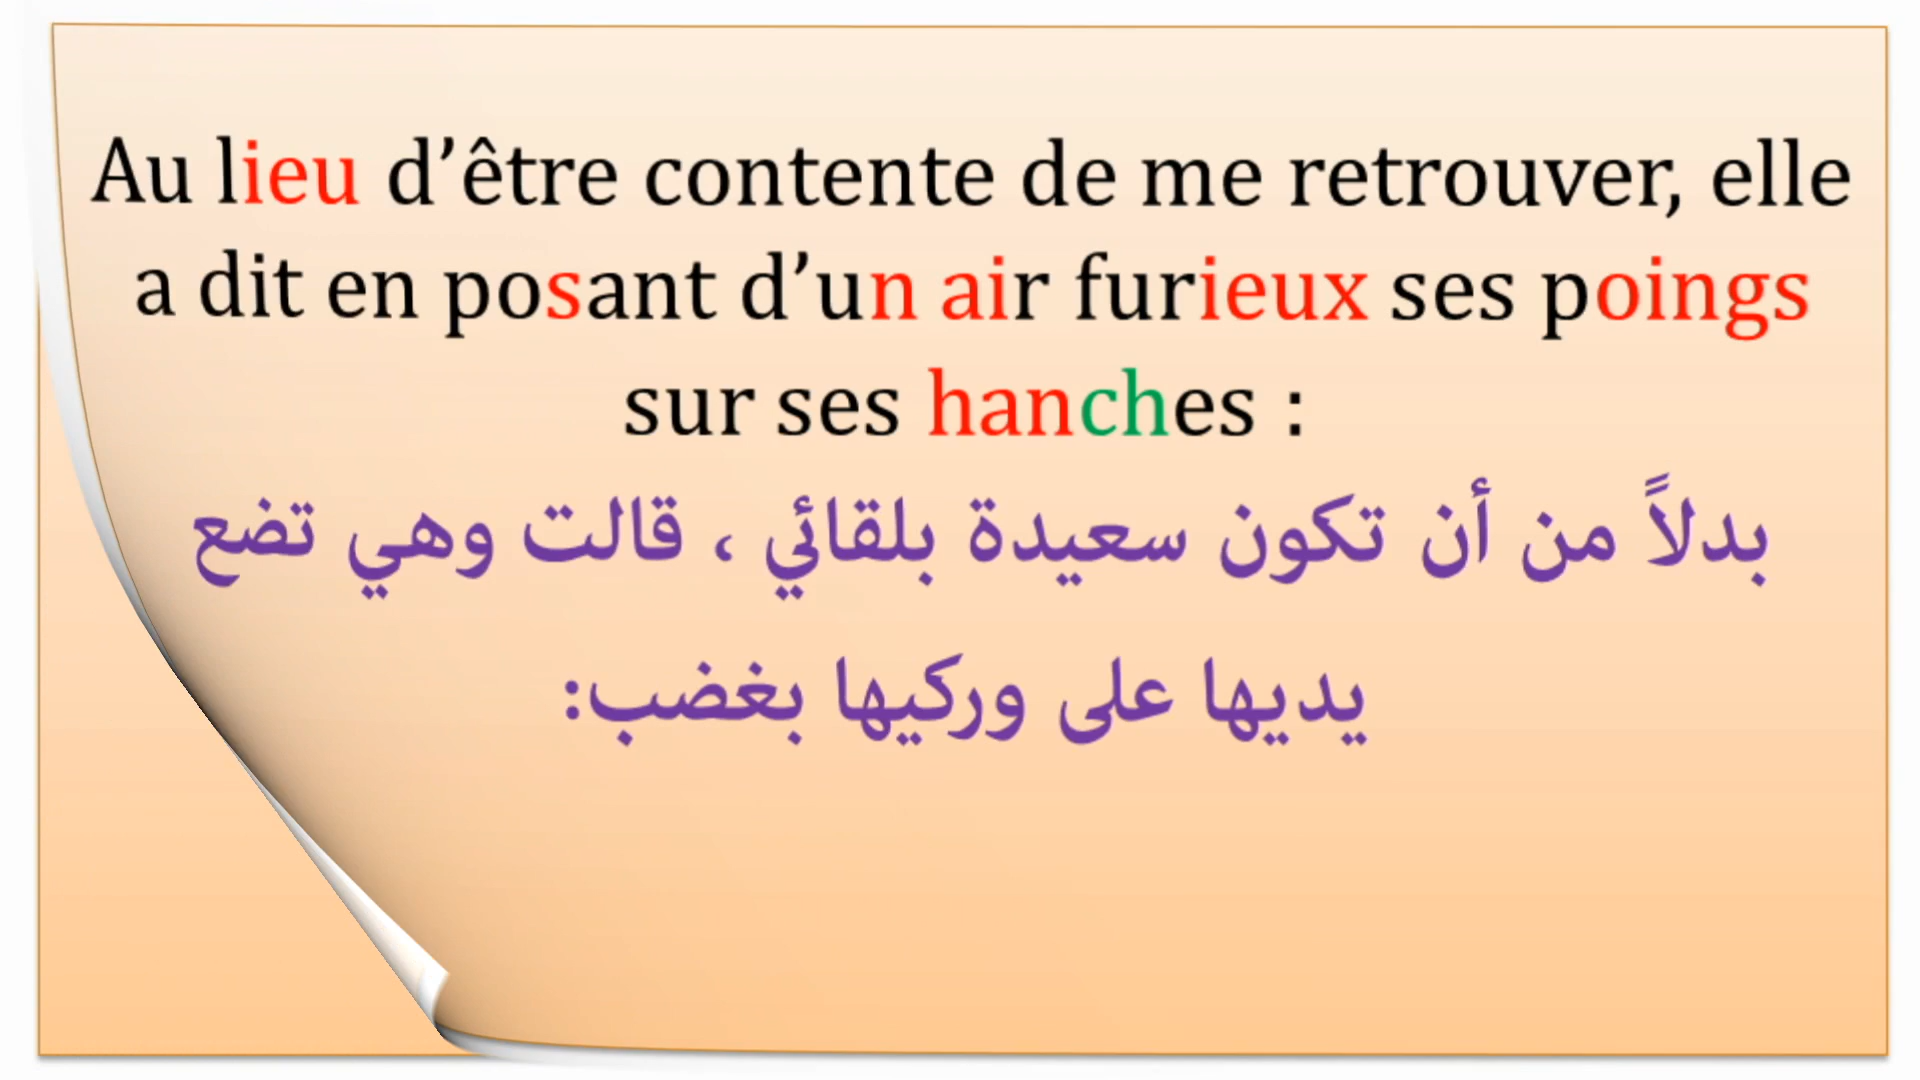 Au lieu d’être contente de me retrouver, elle
a dit en posant d’un air furieux ses poings
sur ses hanches :
بدلاً من أن تكون سعيدة بلقائي ، قالت وهي تضع
يديها على وركيها بغضب: